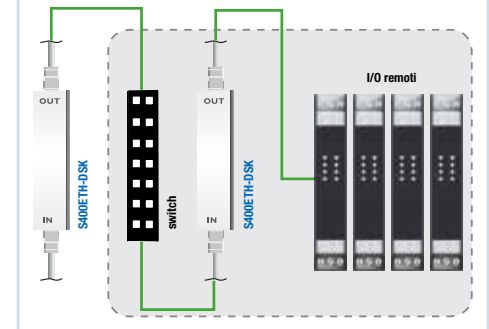 I/O remoti
OUT
IN
S400ETH-DSK
switch
OUT
IN
S400ETH-DSK